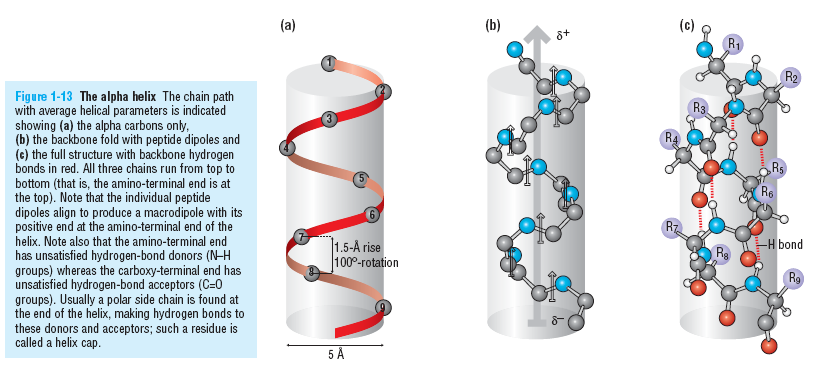 Figure 1-13 The alpha helix The chain path
with average helical parameters is indicated
showing (a) the alpha carbons only,
(b) the backbone fold with peptide dipoles and
(c) the full structure with backbone hydrogen
bonds in red. All three chains run from top to
bottom (that is, the amino-terminal end is at
the top). Note that the individual peptide
dipoles align to produce a macrodipole with its
positive end at the amino-terminal end of the
helix. Note also that the amino-terminal end
has unsatisfied hydrogen-bond donors (N–H
groups) whereas the carboxy-terminal end has
unsatisfied hydrogen-bond acceptors (C=O
groups). Usually a polar side chain is found at
the end of the helix, making hydrogen bonds to
these donors and acceptors; such a residue is
called a helix cap.
(a)
1
2
3
4
5
6
7
8
9
1.5-Å rise
100°-rotation
5 Å
(b)
δ+
δ–
(c)
R1
R2
R3
R4
R5
R6
R7
R8
R9
H bond